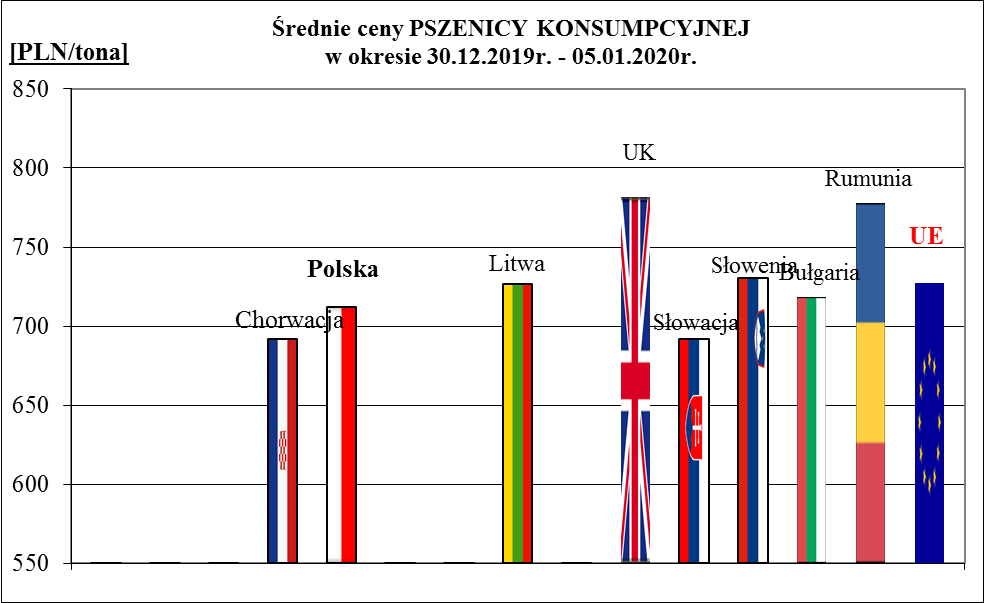 Średnie ceny PSZENICY KONSUMPCYJNEJ
w okresie 30.12.2019r. - 05.01.2020r.
[PLN/tona]
850
800
750
700
650
600
550
Chorwacja
Polska
Litwa
UK
Słowacja
Słowenia
Bułgaria
Rumunia
UE